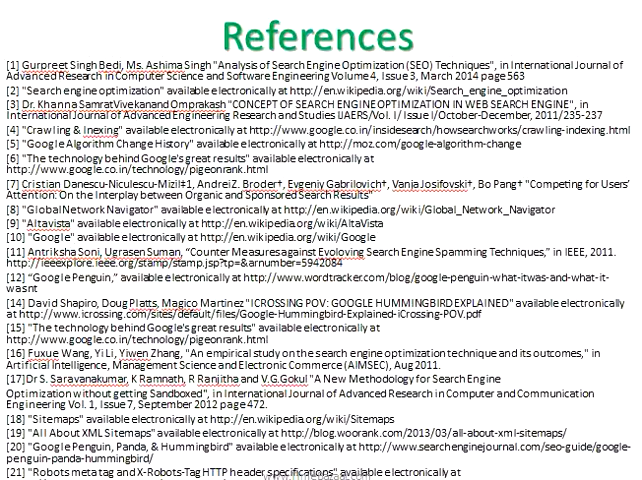 References
[1] Gurpreet Singh Bedi, Ms. Ashima Singh "Analysis of Search Engine Optimization (SEO) Techniques", in International Journal of
Advanced Research in Computer Science and Software Engineering Volume 4, Issue 3, March 2014 page 563
[2] "Search engine optimization" available electronically at http://en.wikipedia.org/wiki/Search_engine_optimization
[3] Dr. Khanna SamratVivekanand Omprakash "CONCEPT OF SEARCH ENGINE OPTIMIZATION IN WEB SEARCH ENGINE", in
International Journal of Advanced Engineering Research and Studies IJAERS/Vol. I/ Issue I/October-December, 2011/235-237
[4] "Crawling & Inexing" available electronically at http://www.google.co.in/insidesearch/howsearchworks/crawling-indexing.html
[5] "Google Algorithm Change History" available electronically at http://moz.com/google-algorithm-change
[6] "The technology behind Google's great results" available electronically at
http://www.google.co.in/technology/pigeonrank.html
[7] Cristian Danescu-Niculescu-Mizil‡1, Andrei Z. Broder†, Evgeniy Gabrilovich†, Vanja Josifovski†, Bo Pang† "Competing for Users'
Attention: On the Interplay between Organic and Sponsored Search Results"
[8] "Global Network Navigator" available electronically at http://en.wikipedia.org/wiki/Global_Network_Navigator
[9] "Altavista" available electronically at http://en.wikipedia.org/wiki/AltaVista
[10] "Google" available electronically at http://en.wikipedia.org/wiki/Google
[11] Antriksha Soni, Ugrasen Suman, "Counter Measures against Evoloving Search Engine Spamming Techniques," in IEEE, 2011.
http://ieeexplore.ieee.org/stamp/stamp.jsp?tp=&arnumber=5942084
[12] "Google Penguin," available electronically at http://www.wordtracker.com/blog/google-penguin-what-itwas-and-what-it-
wasnt
[14] David Shapiro, Doug Platts, Magico Martinez "ICROSSING POV: GOOGLE HUMMINGBIRD EXPLAINED" available electronically
at http://www.icrossing.com/sites/default/files/Google-Hummingbird-Explained-iCrossing-POV.pdf
[15] "The technology behind Google's great results" available electronically at
http://www.google.co.in/technology/pigeonrank.html
[16] Fuxue Wang, Yi Li, Yiwen Zhang, "An empirical study on the search engine optimization technique and its outcomes," in
Artificial Intelligence, Management Science and Electronic Commerce (AIMSEC), Aug 2011.
[17]Dr S. Saravanakumar, K Ramnath, R Ranjitha and V.G.Gokul "A New Methodology for Search Engine
Optimization without getting Sandboxed", in International Journal of Advanced Research in Computer and Communication
Engineering Vol. 1, Issue 7, September 2012 page 472.
[18] "Sitemaps" available electronically at http://en.wikipedia.org/wiki/Sitemaps
[19] "All About XML Sitemaps" available electronically at http://blog.woorank.com/2013/03/all-about-xml-sitemaps/
[20] "Google Penguin, Panda, & Hummingbird" available electronically at http://www.searchenginejournal.com/seo-guide/google-
penguin-panda-hummingbird/
[21] "Robots meta tag and X-Robots-Tag HTTP header specifications" available electronically at